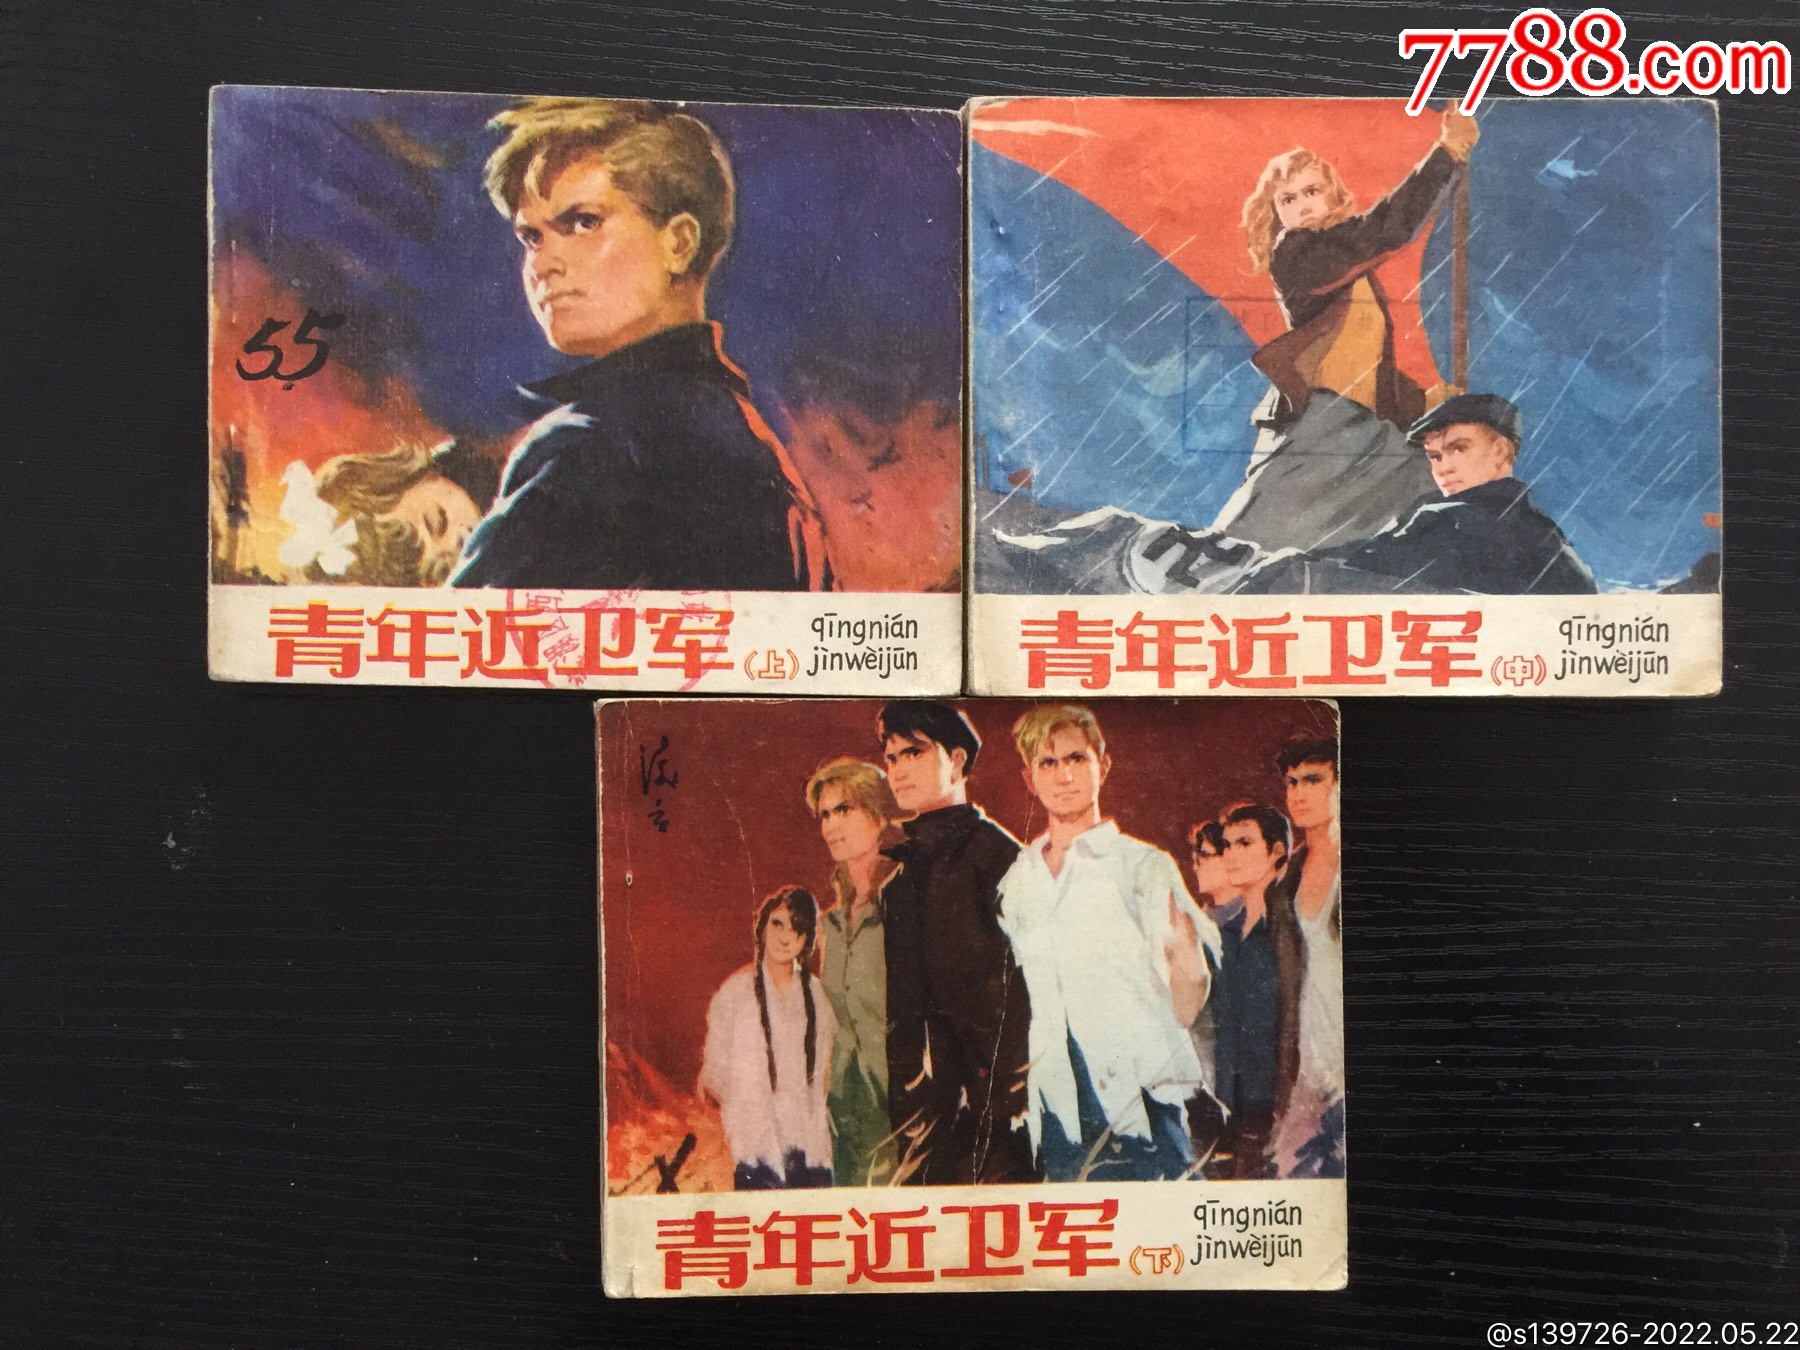 7788.com
55
青年近卫军(上)
qīngnián
jìnwèijūn
青年近卫军(中)
qīngnián
jìnwèijūn
青年近卫军(下)
qīngnián
jìnwèijūn
@s139726-2022.05.22